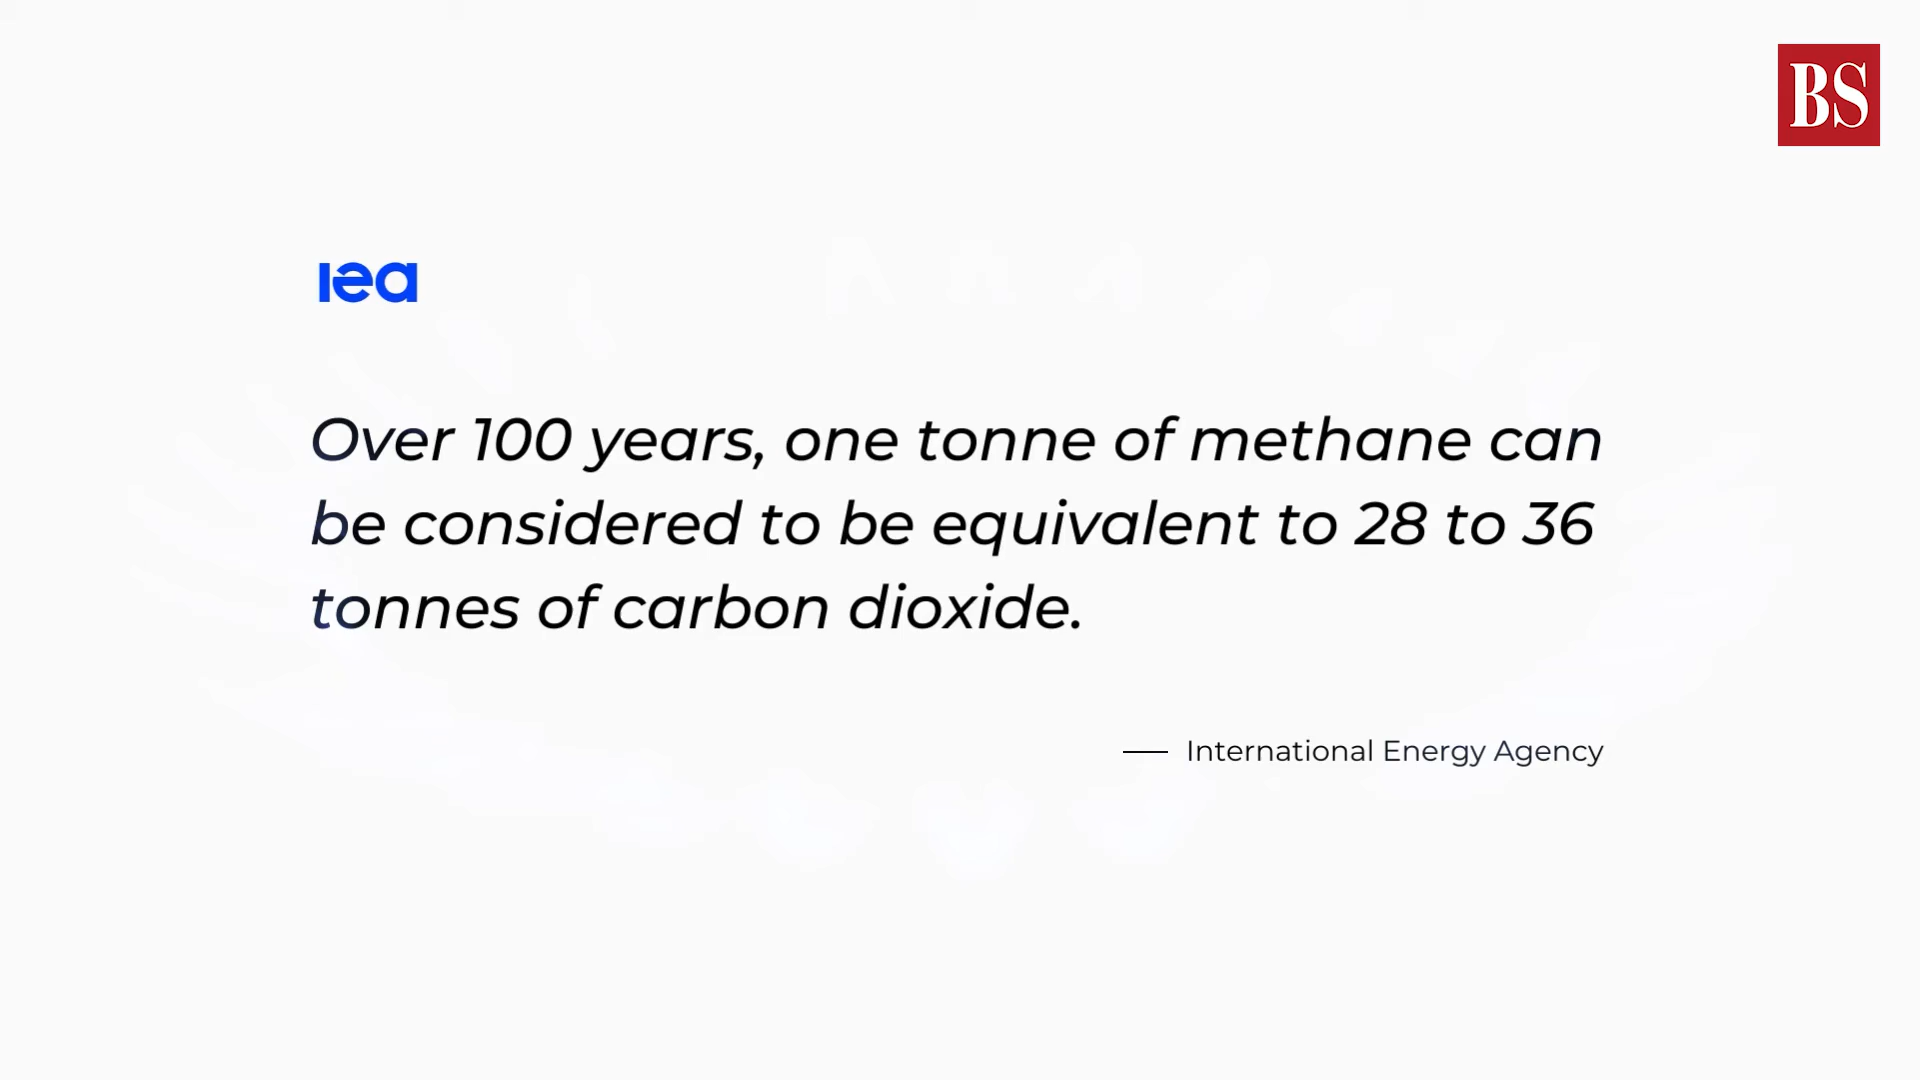 BS
iea
Over 100 years, one tonne of methane can
be considered to be equivalent to 28 to 36
tonnes of carbon dioxide.
— International Energy Agency